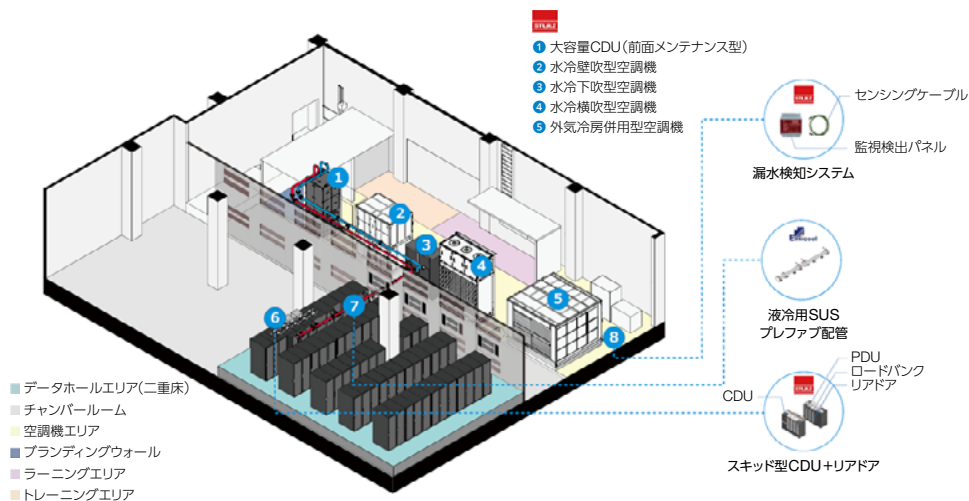 STULZ
1 大容量CDU（前面メンテナンス型）
2 水冷壁吹型空調機
3 水冷下吹型空調機
4 水冷横吹型空調機
5 外気冷房併用型空調機
センシングケーブル
監視検出パネル
漏水検知システム
液冷用SUS
プレファブ配管
PDU
ロードバンク
リアドア
CDU
スキッド型CDU＋リアドア
1
2
3
4
5
6
7
8
データホールエリア（二重床）
チャンバールーム
空調機エリア
ブランディングウォール
ラーニングエリア
トレーニングエリア